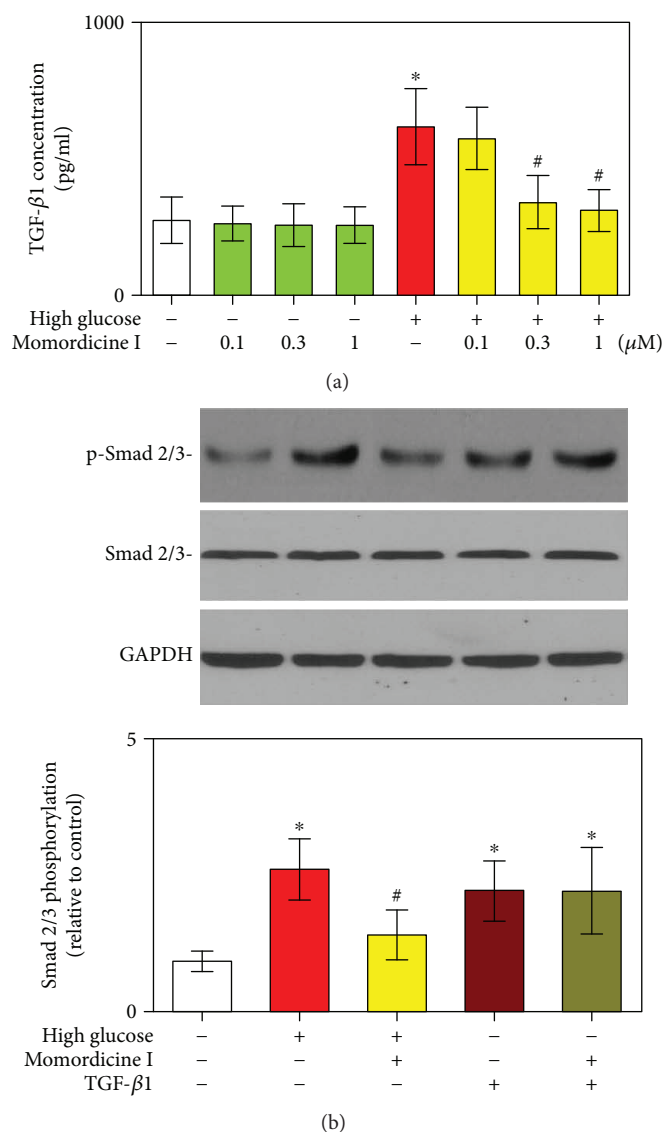 1000
TGF-β1 concentration
(pg/ml)
*
#
#
0
High glucose − − − − + + + +
Momordicine I − 0.1 0.3 1 − 0.1 0.3 1 (μM)
(a)
p-Smad 2/3-
Smad 2/3-
GAPDH
5
Smad 2/3 phosphorylation
(relative to control)
*
#
*
*
0
High glucose − + + − −
Momordicine I − − + − +
TGF-β1 − − − + +
(b)